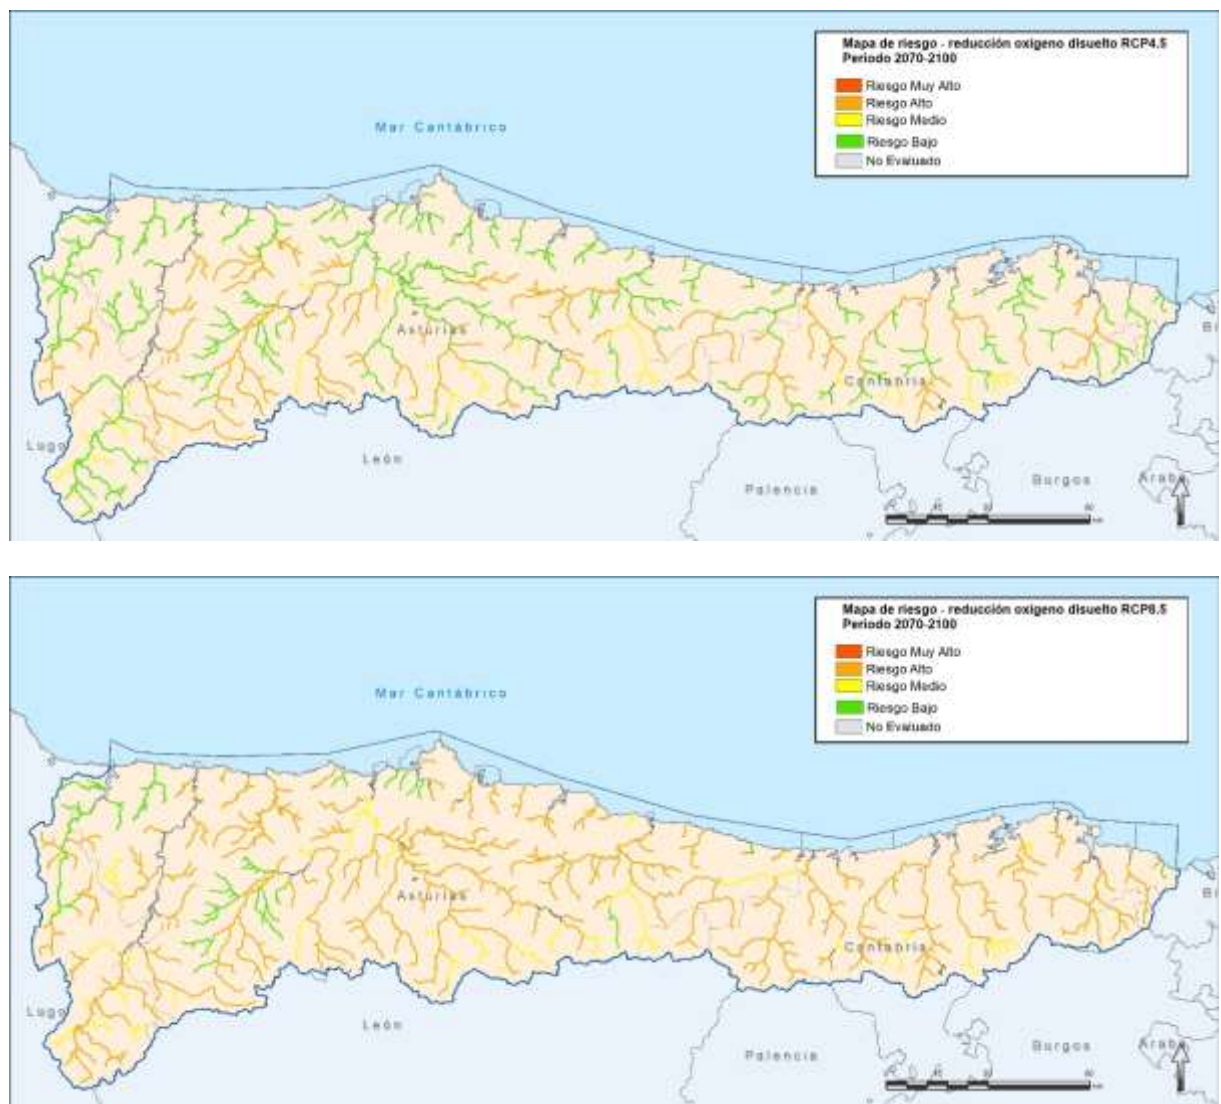 Mapa de riesgo - reducción oxigeno disuelto RCP4.5
Periodo 2070-2100
Riesgo Muy Alto
Riesgo Alto
Riesgo Medio
Riesgo Bajo
No Evaluado
Mar Cantábrico
Asturias
Cantabria
Lugo
León
Palencia
Burgos
Araba
Mapa de riesgo - reducción oxigeno disuelto RCP8.5
Periodo 2070-2100
Riesgo Muy Alto
Riesgo Alto
Riesgo Medio
Riesgo Bajo
No Evaluado
Mar Cantábrico
Asturias
Cantabria
Lugo
León
Palencia
Burgos
Araba